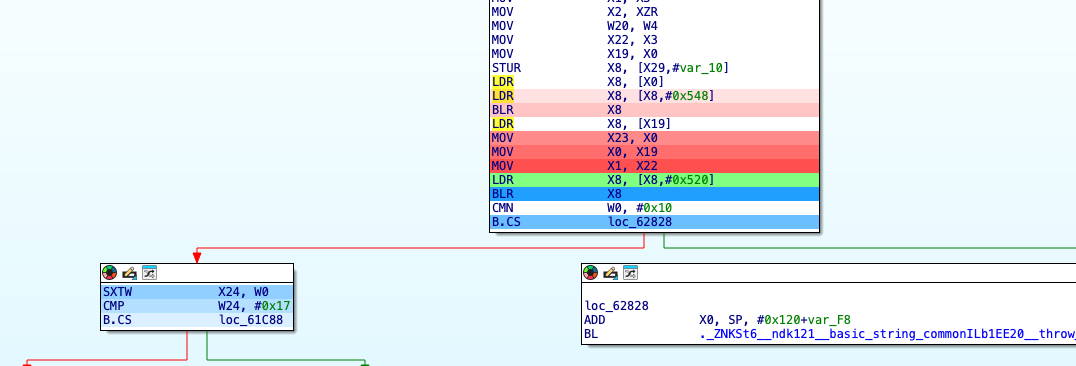 MOV X1, X3
MOV X2, XZR
MOV W20, W4
MOV X22, X3
MOV X19, X0
STUR X8, [X29,#var_10]
LDR X8, [X0]
LDR X8, [X8,#0x548]
BLR X8
LDR X8, [X19]
MOV X23, X0
MOV X0, X19
MOV X1, X22
LDR X8, [X8,#0x520]
BLR X8
CMN W0, #0x10
B.CS loc_62828
SXTW X24, W0
CMP W24, #0x17
B.CS loc_61C88
loc_62828
ADD X0, SP, #0x120+var_F8
BL ._ZNKSt6__ndk121__basic_string_commonILb1EE20__throw_